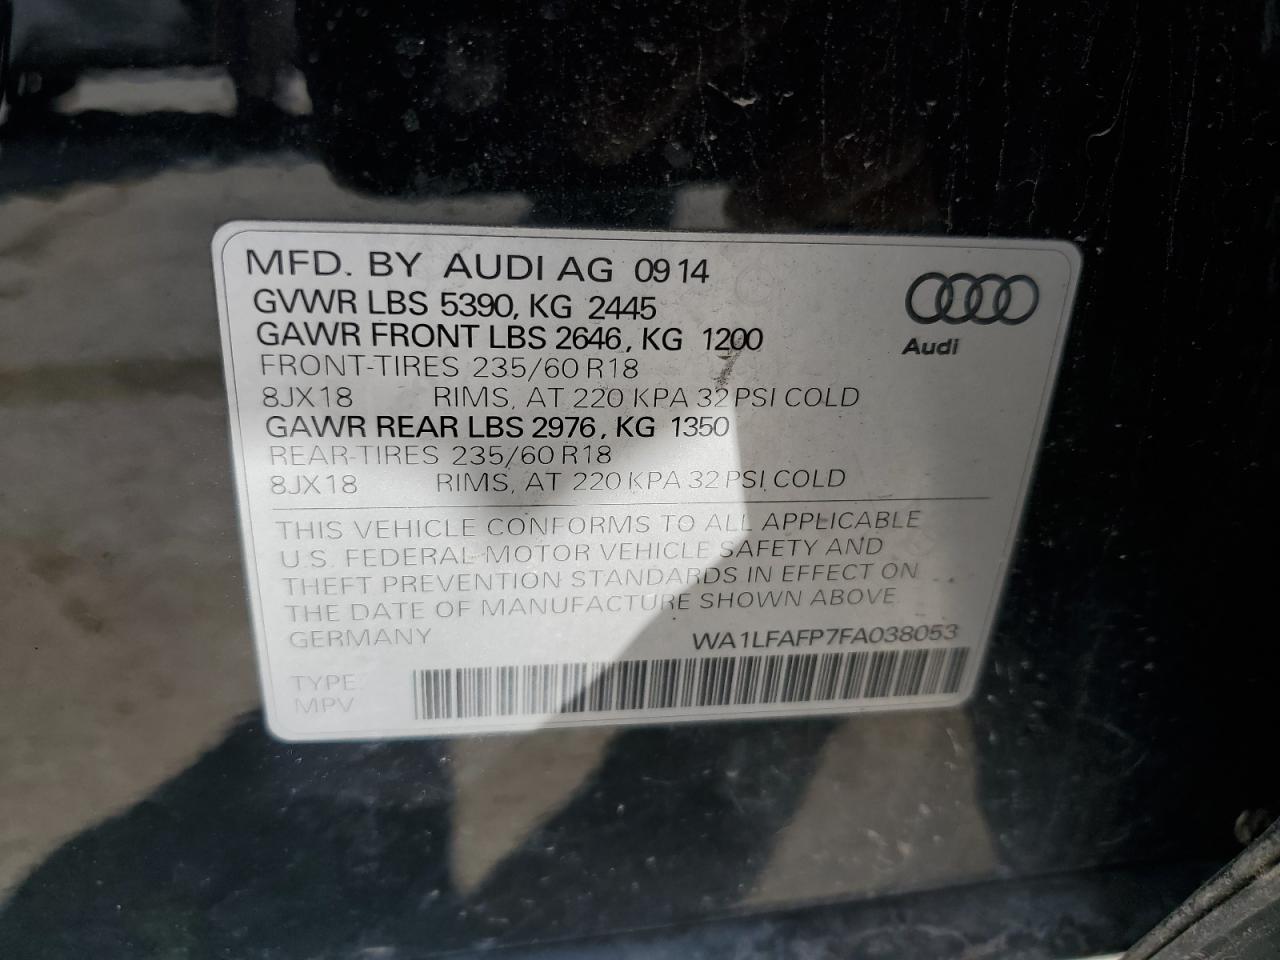 MFD. BY AUDI AG 09 14
GVWR LBS 5390, KG 2445
GAWR FRONT LBS 2646, KG 1200
FRONT-TIRES 235/60 R18
8JX18 RIMS, AT 220 KPA 32 PSI COLD
GAWR REAR LBS 2976, KG 1350
REAR-TIRES 235/60 R18
8JX18 RIMS, AT 220 KPA 32 PSI COLD
Audi
THIS VEHICLE CONFORMS TO ALL APPLICABLE
U.S. FEDERAL MOTOR VEHICLE SAFETY AND
THEFT PREVENTION STANDARDS IN EFFECT ON
THE DATE OF MANUFACTURE SHOWN ABOVE
GERMANY WA1LFAFP7FA038053
TYPE:
MPV